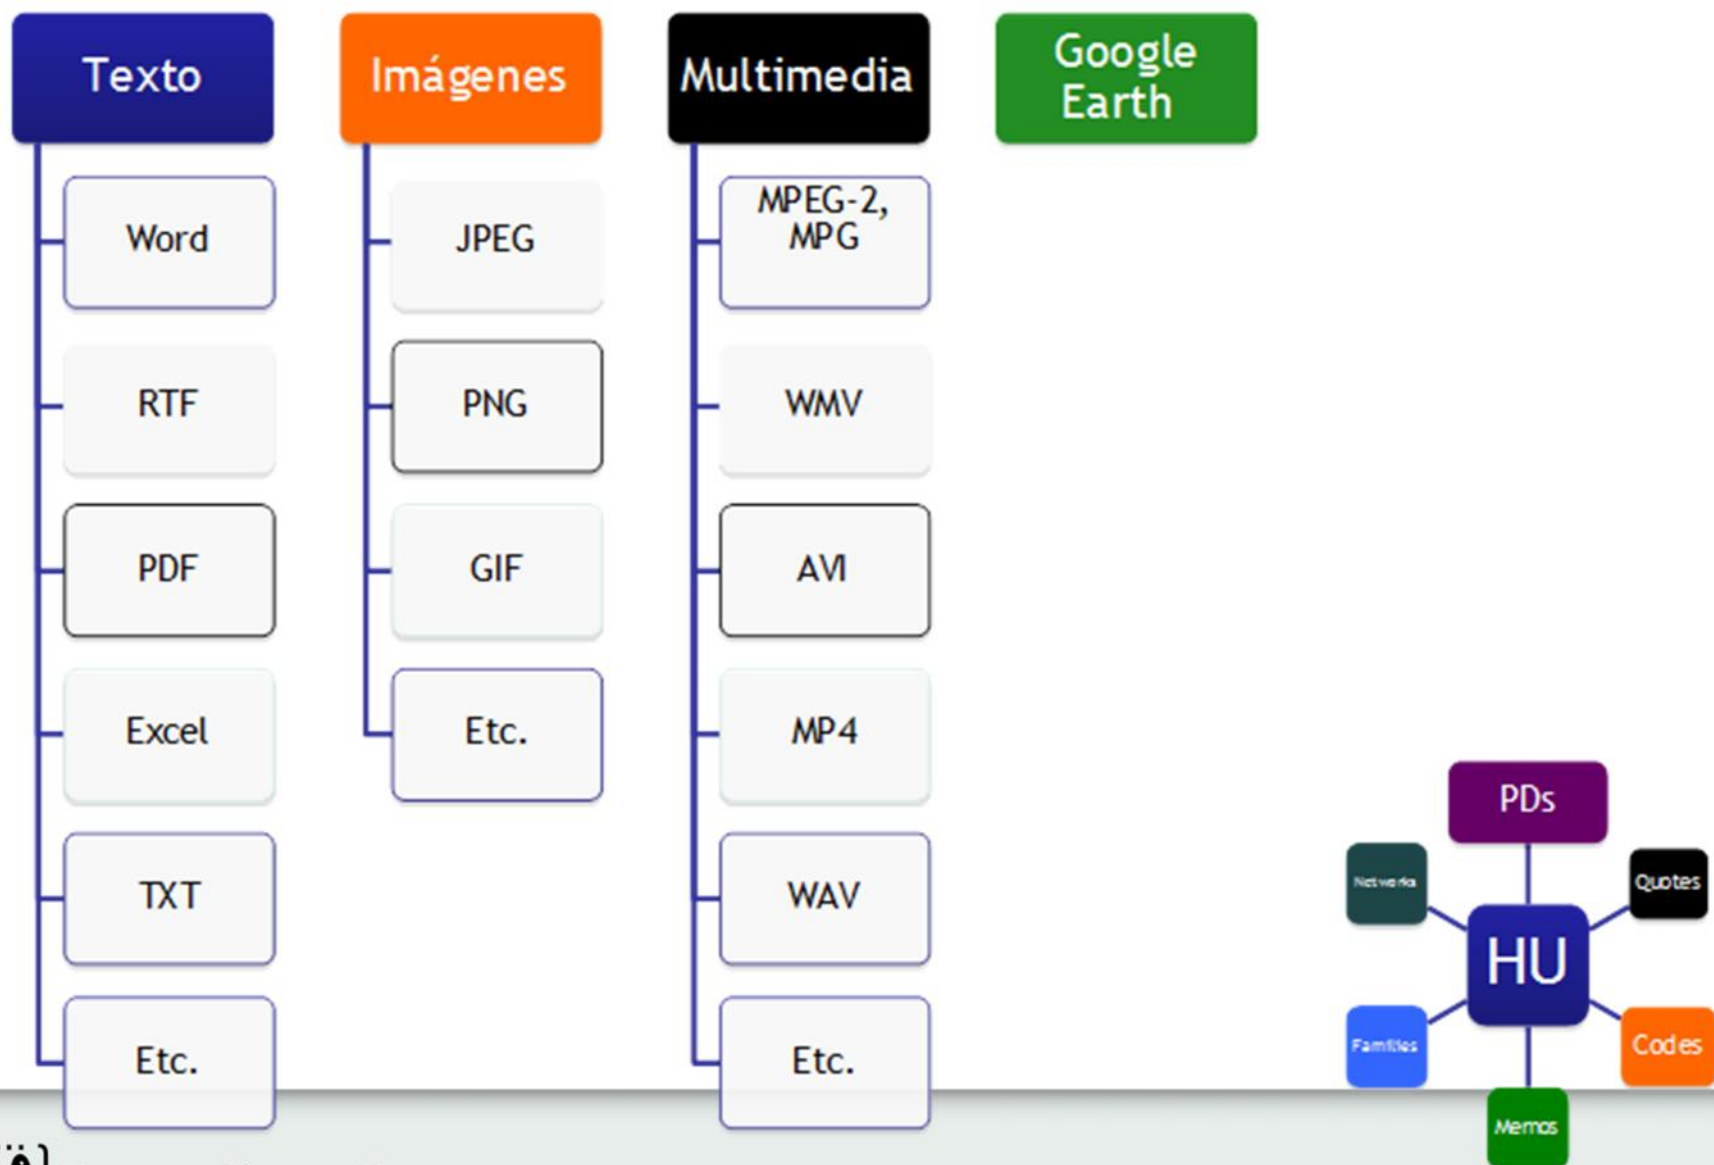 Texto
Word
RTF
PDF
Excel
TXT
Etc.
Imágenes
JPEG
PNG
GIF
Etc.
Multimedia
MPEG-2,
MPG
WMV
AVI
MP4
WAV
Etc.
Google
Earth
PDs
Networks
Quotes
HU
Families
Codes
Memos